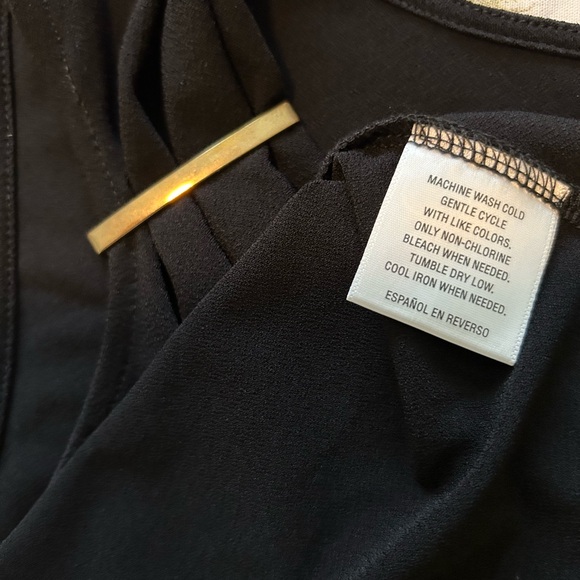 MACHINE WASH COLD
GENTLE CYCLE
WITH LIKE COLORS.
ONLY NON-CHLORINE
BLEACH WHEN NEEDED.
TUMBLE DRY LOW.
COOL IRON WHEN NEEDED.
ESPAÑOL EN REVERSO